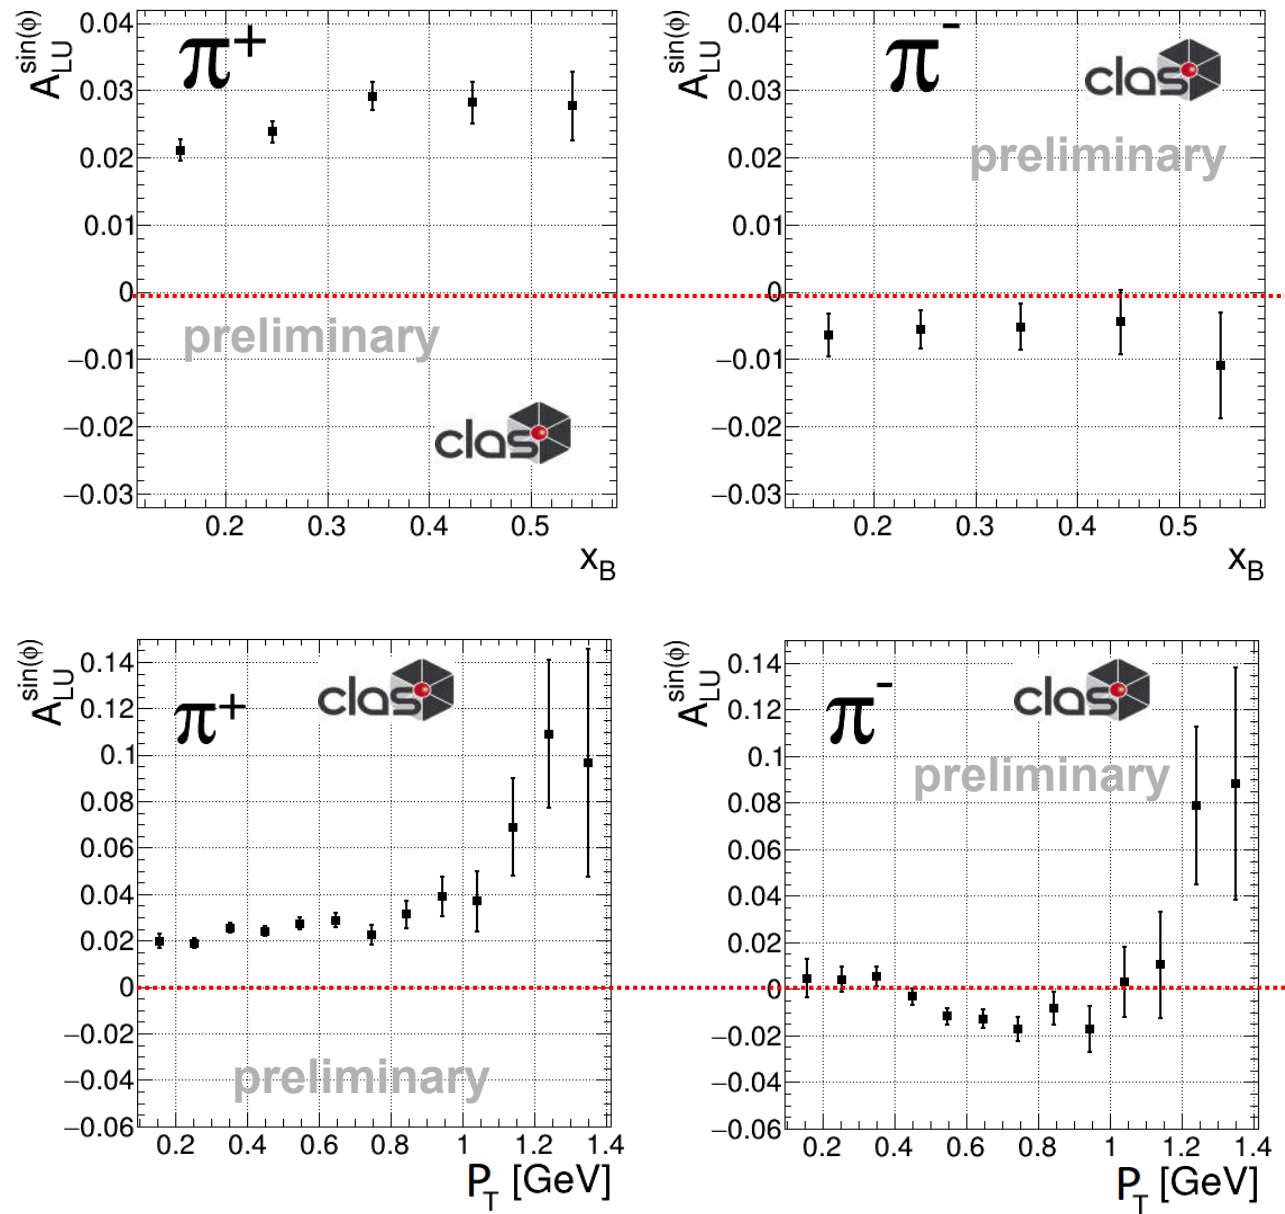 A_LU^sin(ϕ)
0.04
0.03
0.02
0.01
0
−0.01
−0.02
−0.03
π+
preliminary
clas
0.2 0.3 0.4 0.5
x_B
A_LU^sin(ϕ)
0.04
0.03
0.02
0.01
0
−0.01
−0.02
−0.03
π-
clas
preliminary
0.2 0.3 0.4 0.5
x_B
A_LU^sin(ϕ)
0.14
0.12
0.1
0.08
0.06
0.04
0.02
0
−0.02
−0.04
−0.06
clas
π+
preliminary
0.2 0.4 0.6 0.8 1 1.2 1.4
P_T [GeV]
A_LU^sin(ϕ)
0.14
0.12
0.1
0.08
0.06
0.04
0.02
0
−0.02
−0.04
−0.06
clas
π-
preliminary
0.2 0.4 0.6 0.8 1 1.2 1.4
P_T [GeV]